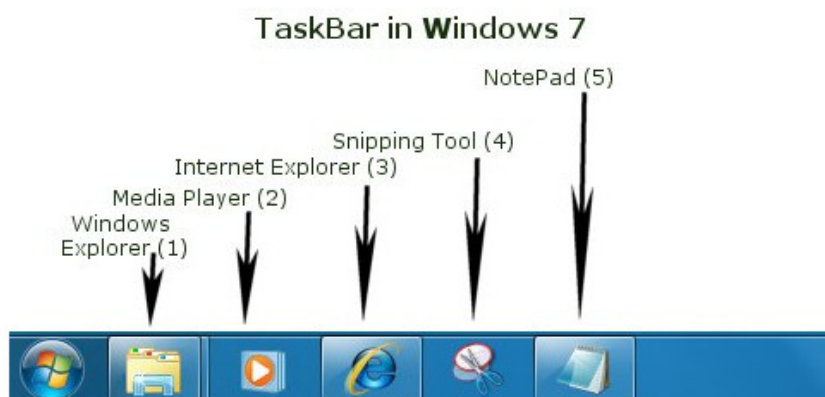 TaskBar in Windows 7
NotePad (5)
Snipping Tool (4)
Internet Explorer (3)
Media Player (2)
Windows
Explorer (1)